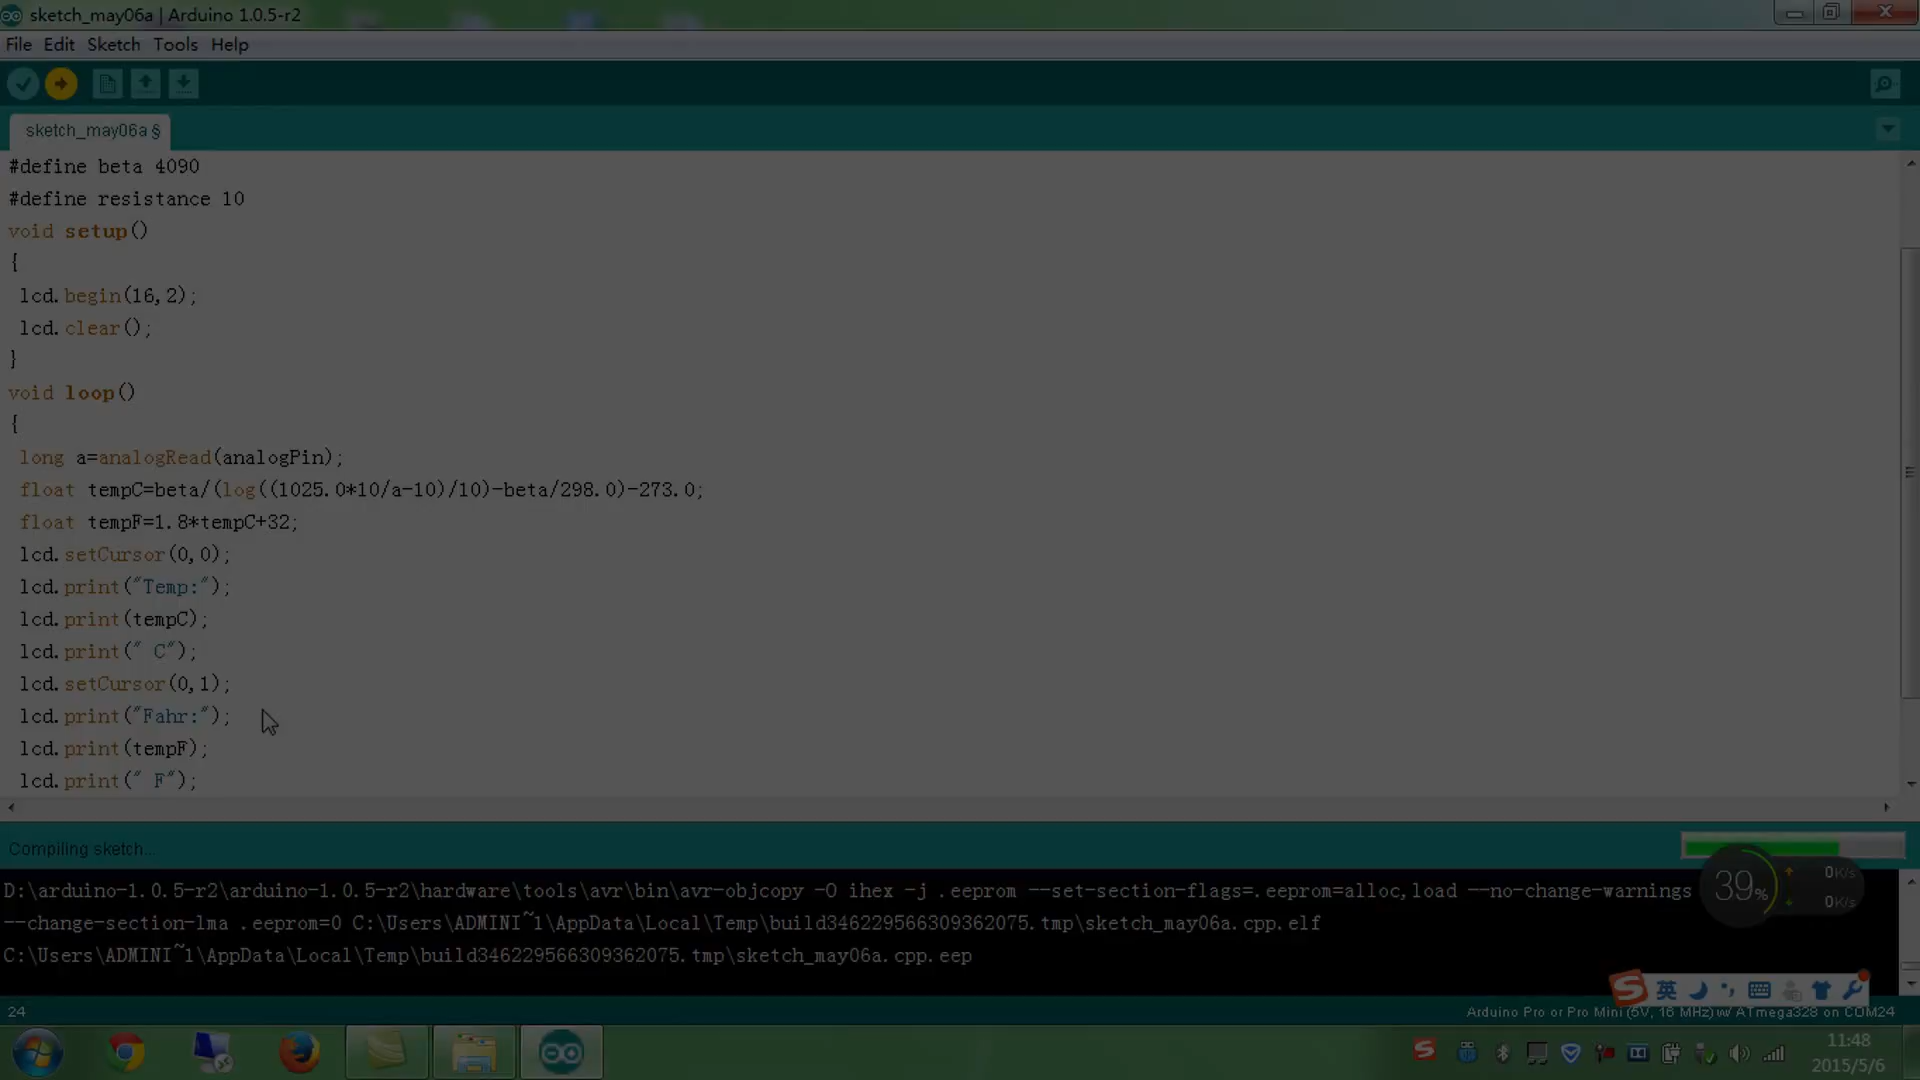 sketch_may06a | Arduino 1.0.5-r2
File Edit Sketch Tools Help
sketch_may06a §
#define beta 4090
#define resistance 10
void setup()
{
lcd.begin(16,2);
lcd.clear();
}
void loop()
{
long a=analogRead(analogPin);
float tempC=beta/(log((1025.0*10/a-10)/10)-beta/298.0)-273.0;
float tempF=1.8*tempC+32;
lcd.setCursor(0,0);
lcd.print("Temp:");
lcd.print(tempC);
lcd.print(" C");
lcd.setCursor(0,1);
lcd.print("Fahr:");
lcd.print(tempF);
lcd.print(" F");
Compiling sketch...
D:\arduino-1.0.5-r2\arduino-1.0.5-r2\hardware\tools\avr\bin\avr-objcopy -O ihex -j .eeprom --set-section-flags=.eeprom=alloc,load --no-change-warnings
--change-section-lma .eeprom=0 C:\Users\ADMINI~1\AppData\Local\Temp\build346229566309362075.tmp\sketch_may06a.cpp.elf
C:\Users\ADMINI~1\AppData\Local\Temp\build346229566309362075.tmp\sketch_may06a.cpp.eep
39%
0K/s
0K/s
S 英
24
Arduino Pro or Pro Mini (5V, 16 MHz) w/ ATmega328 on COM24
11:48
2015/5/6